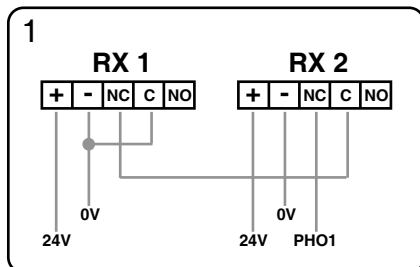 1
RX 1 RX 2
+ - NC C NO + - NC C NO
0V 0V
24V 24V PHO1